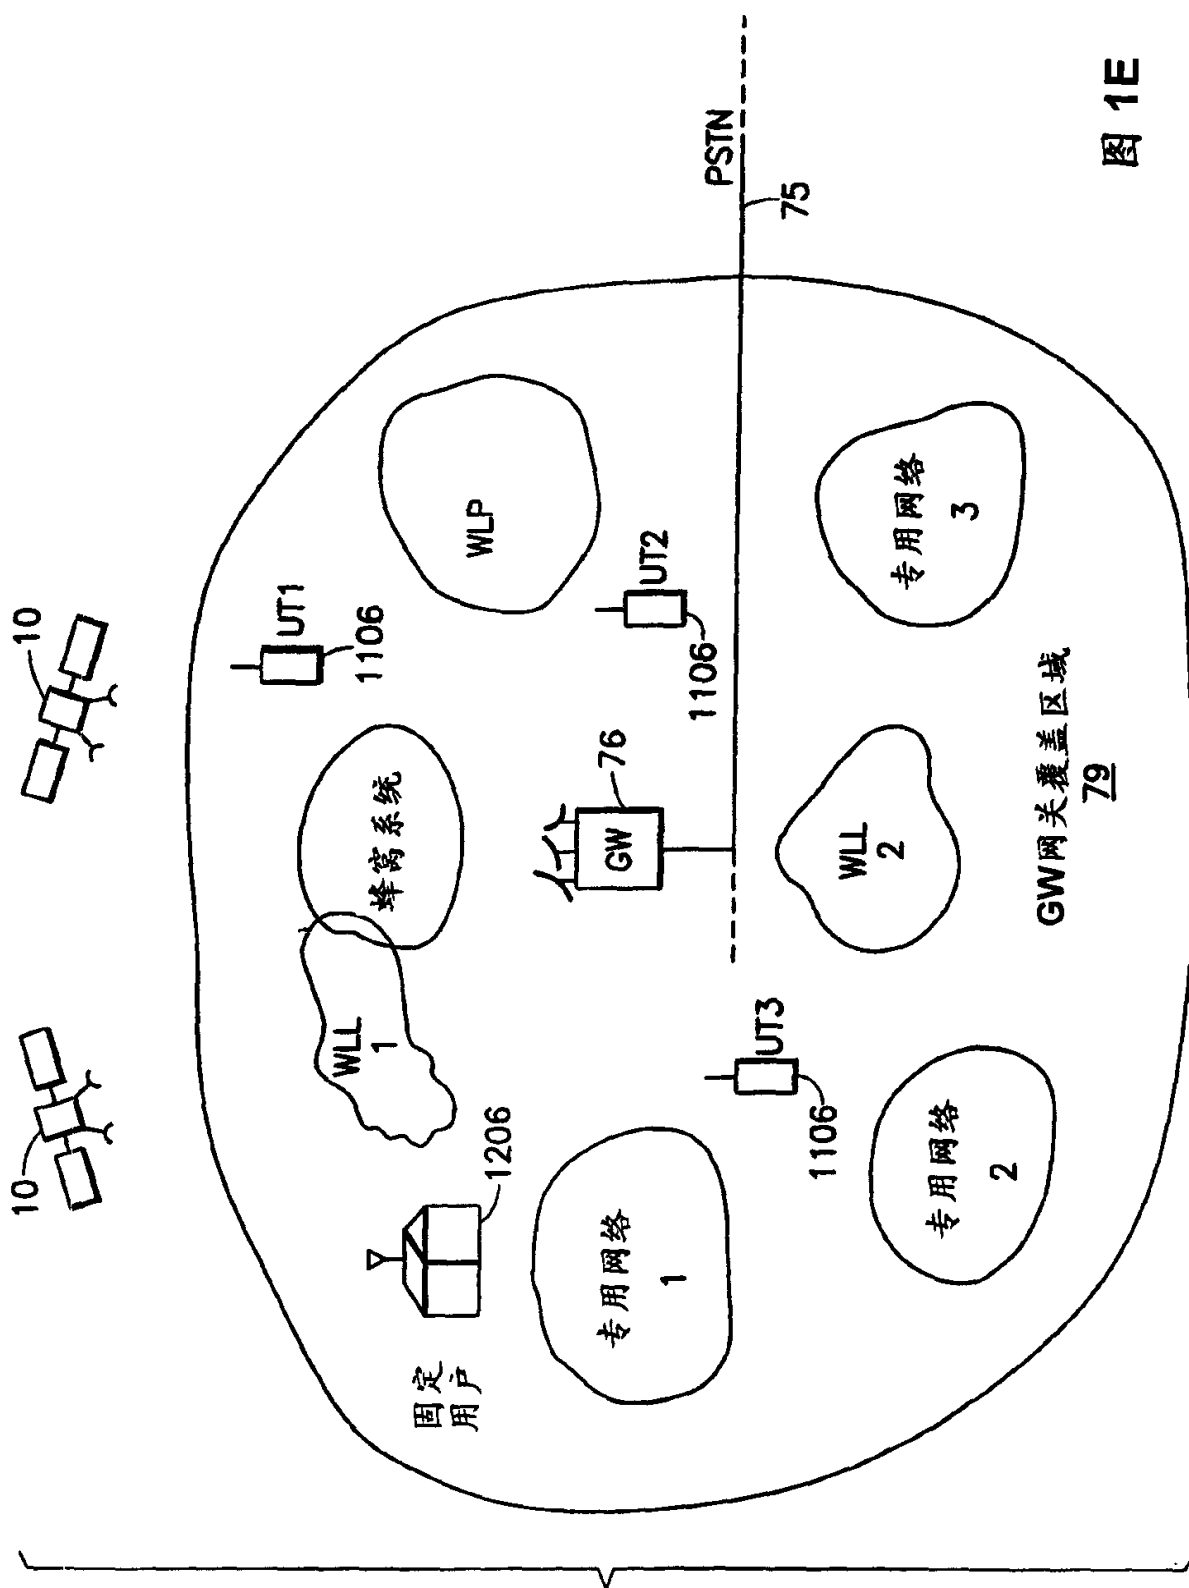 10
10
UT1
1106
WLP
蜂窝系统
WLL
1
1206
固定
用户
76
GW
UT2
1106
PSTN
75
专用网络
1
UT3
1106
WLL
2
专用网络
3
专用网络
2
GW网关覆盖区域
79
图 1E